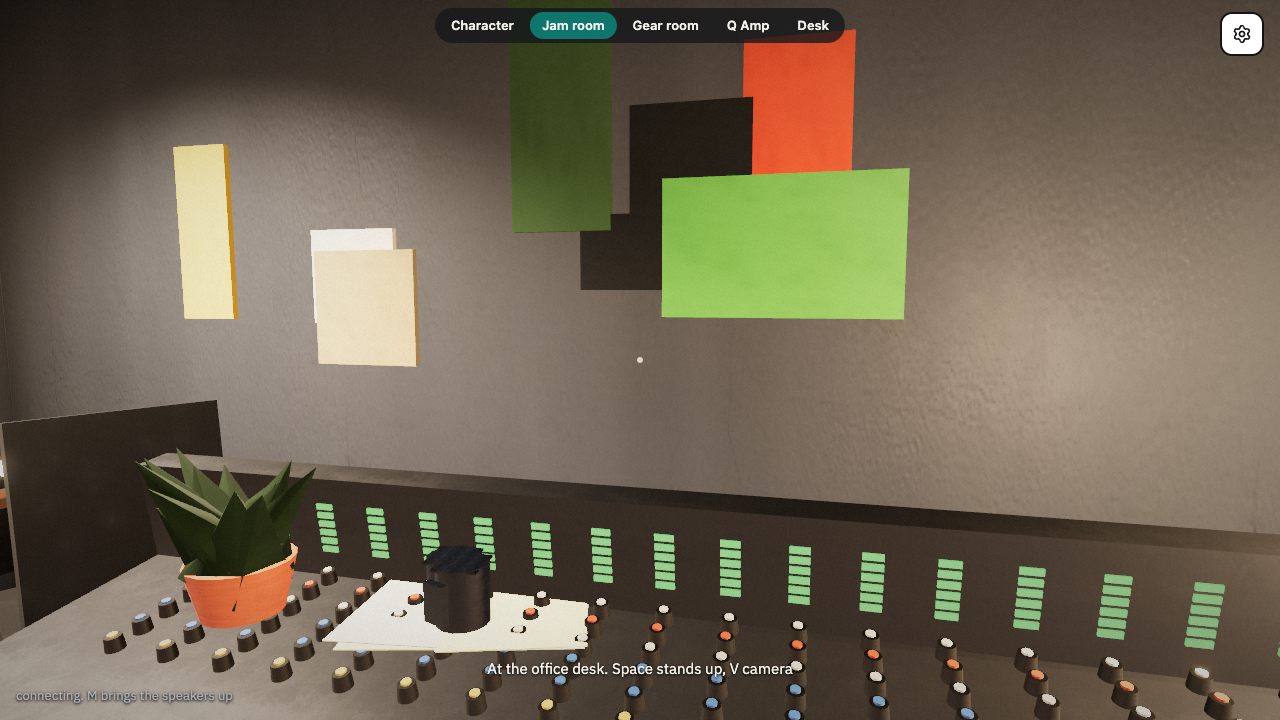 Character Jam room Gear room Q Amp Desk
At the office desk. Space stands up, V camera
connecting. M brings the speakers up